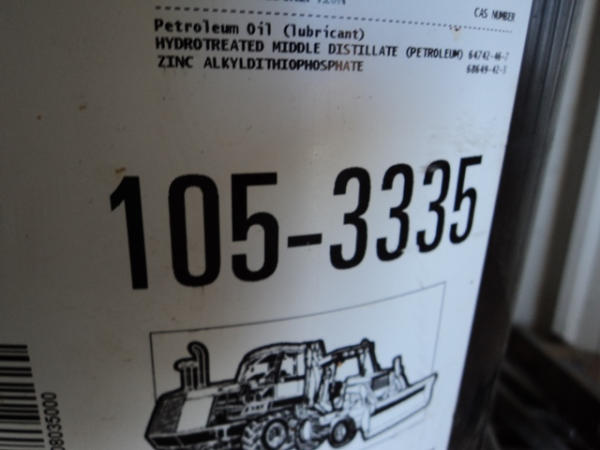 CAS NUMBER
Petroleum Oil (lubricant)
HYDROTREATED MIDDLE DISTILLATE (PETROLEUM) 64742-46-7
ZINC ALKYLDITHIOPHOSPHATE 68649-42-3
105-3335
08035000